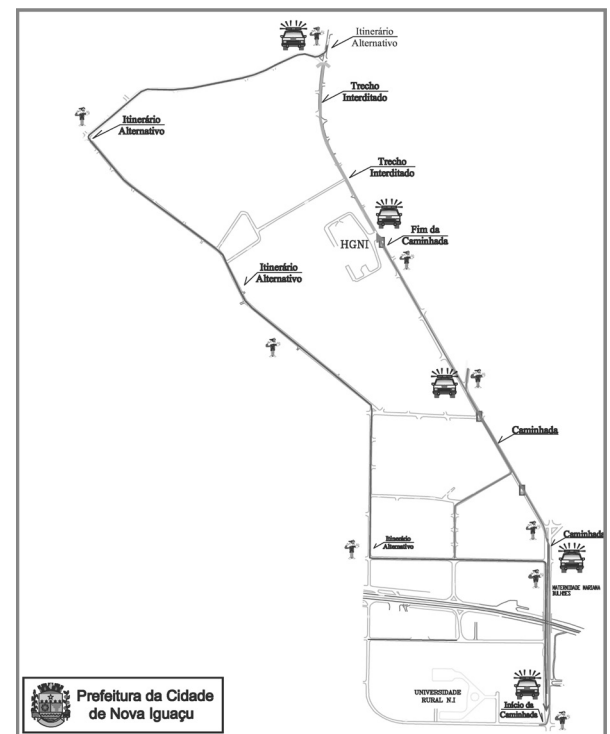 Itinerário
Alternativo
Trecho
Interditado
Itinerário
Alternativo
Trecho
Interditado
HGNI
Fim da
Caminhada
Itinerário
Alternativo
Caminhada
Itinerário
Alternativo
Caminhada
MATERNIDADE MARIANA
BULHOES
UNIVERSIDADE
RURAL N.I
Início da
Caminhada
Prefeitura da Cidade
de Nova Iguaçu